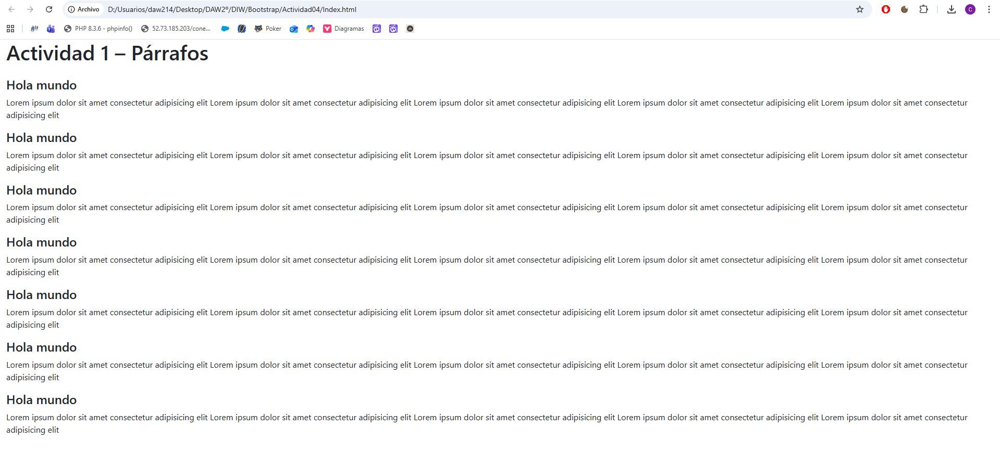 Archivo D:/Usuarios/daw214/Desktop/DAW2º/DIW/Bootstrap/Actividad04/Index.html
PHP 8.3.6 - phpinfo() 52.73.185.203/cone... Poker Diagramas
Actividad 1 – Párrafos
Hola mundo
Lorem ipsum dolor sit amet consectetur adipisicing elit Lorem ipsum dolor sit amet consectetur adipisicing elit Lorem ipsum dolor sit amet consectetur adipisicing elit Lorem ipsum dolor sit amet consectetur adipisicing elit Lorem ipsum dolor sit amet consectetur
adipisicing elit
Hola mundo
Lorem ipsum dolor sit amet consectetur adipisicing elit Lorem ipsum dolor sit amet consectetur adipisicing elit Lorem ipsum dolor sit amet consectetur adipisicing elit Lorem ipsum dolor sit amet consectetur adipisicing elit Lorem ipsum dolor sit amet consectetur
adipisicing elit
Hola mundo
Lorem ipsum dolor sit amet consectetur adipisicing elit Lorem ipsum dolor sit amet consectetur adipisicing elit Lorem ipsum dolor sit amet consectetur adipisicing elit Lorem ipsum dolor sit amet consectetur adipisicing elit Lorem ipsum dolor sit amet consectetur
adipisicing elit
Hola mundo
Lorem ipsum dolor sit amet consectetur adipisicing elit Lorem ipsum dolor sit amet consectetur adipisicing elit Lorem ipsum dolor sit amet consectetur adipisicing elit Lorem ipsum dolor sit amet consectetur adipisicing elit Lorem ipsum dolor sit amet consectetur
adipisicing elit
Hola mundo
Lorem ipsum dolor sit amet consectetur adipisicing elit Lorem ipsum dolor sit amet consectetur adipisicing elit Lorem ipsum dolor sit amet consectetur adipisicing elit Lorem ipsum dolor sit amet consectetur adipisicing elit Lorem ipsum dolor sit amet consectetur
adipisicing elit
Hola mundo
Lorem ipsum dolor sit amet consectetur adipisicing elit Lorem ipsum dolor sit amet consectetur adipisicing elit Lorem ipsum dolor sit amet consectetur adipisicing elit Lorem ipsum dolor sit amet consectetur adipisicing elit Lorem ipsum dolor sit amet consectetur
adipisicing elit
Hola mundo
Lorem ipsum dolor sit amet consectetur adipisicing elit Lorem ipsum dolor sit amet consectetur adipisicing elit Lorem ipsum dolor sit amet consectetur adipisicing elit Lorem ipsum dolor sit amet consectetur adipisicing elit Lorem ipsum dolor sit amet consectetur
adipisicing elit